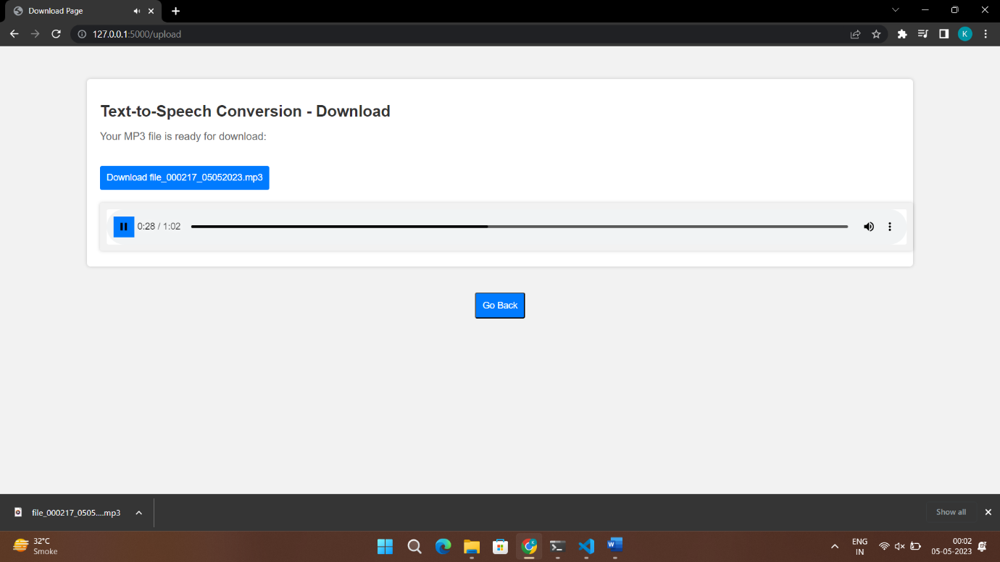 Download Page
127.0.0.1:5000/upload
K
Text-to-Speech Conversion - Download
Your MP3 file is ready for download:
Download file_000217_05052023.mp3
0:28 / 1:02
Go Back
file_000217_0505....mp3
Show all
32°C
Smoke
ENG
IN
00:02
05-05-2023